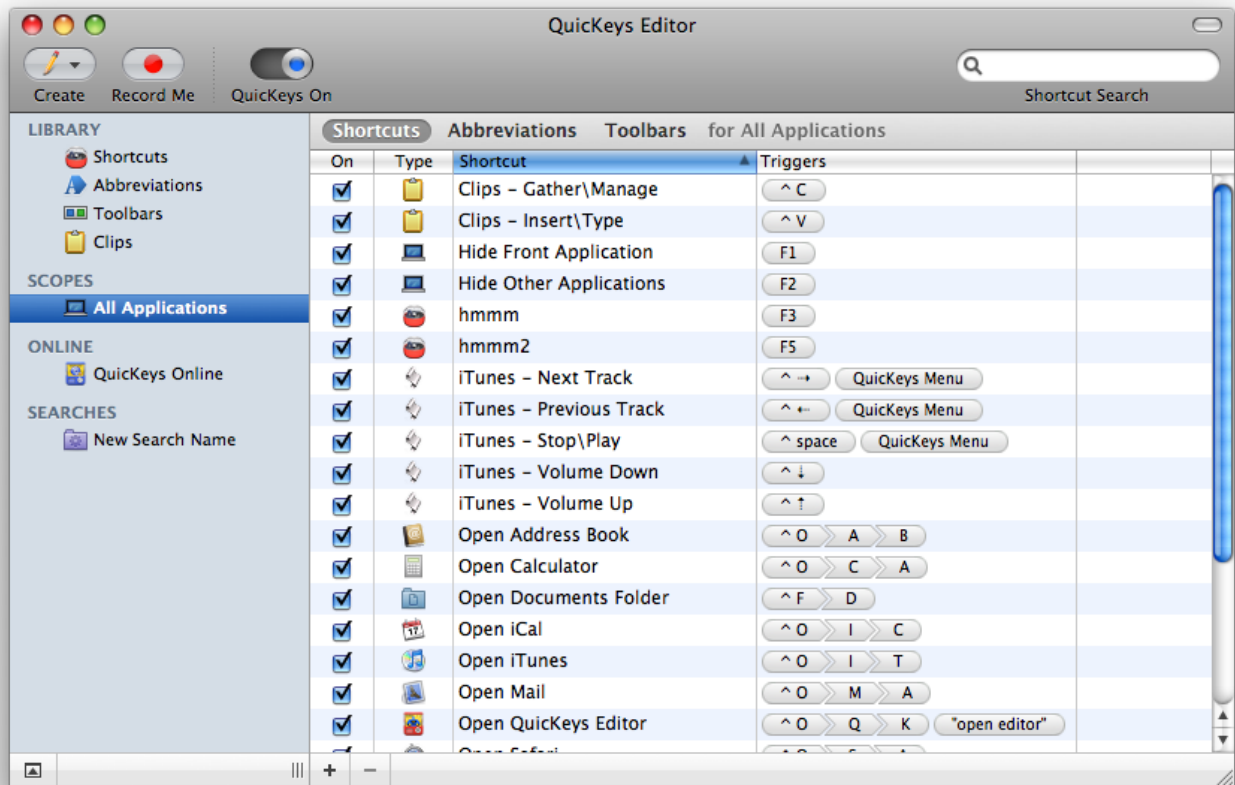 QuicKeys Editor
Create Record Me QuicKeys On Shortcut Search
LIBRARY
Shortcuts
Abbreviations
Toolbars
Clips
SCOPES
All Applications
ONLINE
QuicKeys Online
SEARCHES
New Search Name
Shortcuts Abbreviations Toolbars for All Applications
On Type Shortcut Triggers
Clips – Gather\Manage ^ C
Clips – Insert\Type ^ V
Hide Front Application F1
Hide Other Applications F2
hmmm F3
hmmm2 F5
iTunes – Next Track ^ → QuicKeys Menu
iTunes – Previous Track ^ ← QuicKeys Menu
iTunes – Stop\Play ^ space QuicKeys Menu
iTunes – Volume Down ^ ↓
iTunes – Volume Up ^ ↑
Open Address Book ^ O A B
Open Calculator ^ O C A
Open Documents Folder ^ F D
Open iCal ^ O I C
Open iTunes ^ O I T
Open Mail ^ O M A
Open QuicKeys Editor ^ O Q K "open editor"